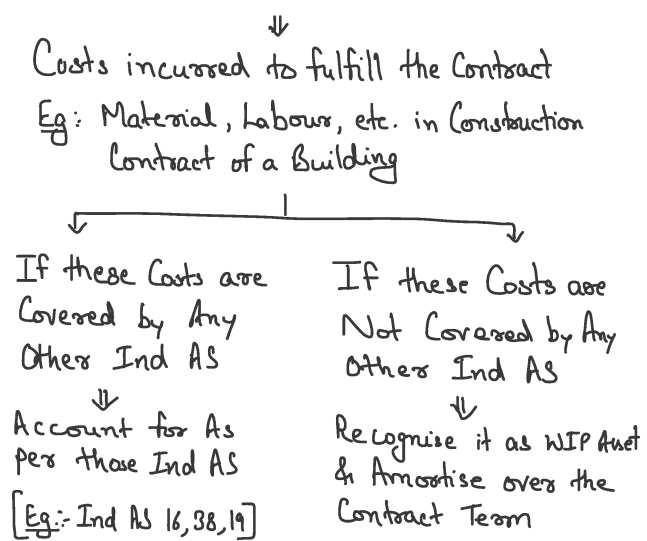 Costs incurred to fulfill the Contract
Eg: Material, Labour, etc. in Construction
Contract of a Building
If these Costs are
Covered by Any
Other Ind AS
Account for As
per those Ind AS
[Eg:- Ind AS 16, 38, 19]
If these Costs are
Not Covered by Any
Other Ind AS
Recognise it as WIP Asset
& Amortise over the
Contract Term